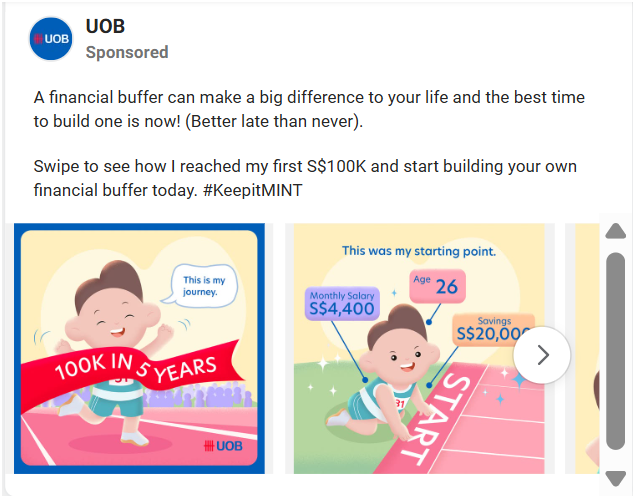 UOB
UOB
Sponsored
A financial buffer can make a big difference to your life and the best time
to build one is now! (Better late than never).
Swipe to see how I reached my first S$100K and start building your own
financial buffer today. #KeepitMINT
This is my
journey.
100K IN 5 YEARS
31
UOB
This was my starting point.
Monthly Salary
S$4,400
Age 26
Savings
S$20,000
31
START